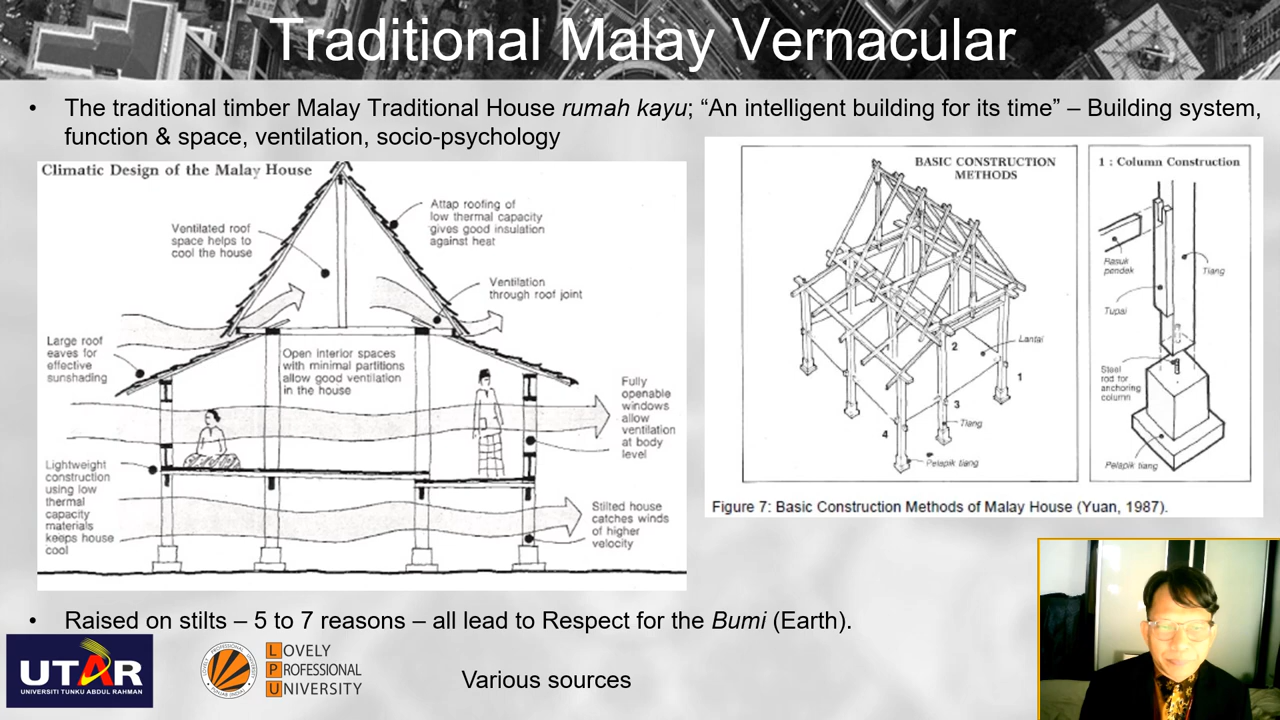 Traditional Malay Vernacular
• The traditional timber Malay Traditional House rumah kayu; “An intelligent building for its time” – Building system,
function & space, ventilation, socio-psychology
Climatic Design of the Malay House
Ventilated roof
space helps to
cool the house
Attap roofing of
low thermal capacity
gives good insulation
against heat
Ventilation
through roof joint
Large roof
eaves for
effective
sunshading
Open interior spaces
with minimal partitions
allow good ventilation
in the house
Fully
openable
windows
allow
ventilation
at body
level
Lightweight
construction
using low
thermal
capacity
materials
keeps house
cool
Stilted house
catches winds
of higher
velocity
BASIC CONSTRUCTION
METHODS
Lantai
2
1
3
Tiang
4
Pelapik tiang
1 : Column Construction
Rasuk
pendek
Tiang
Tupai
Steel
rod for
anchoring
column
Pelapik tiang
Figure 7: Basic Construction Methods of Malay House (Yuan, 1987).
• Raised on stilts – 5 to 7 reasons – all lead to Respect for the Bumi (Earth).
UTAR
UNIVERSITI TUNKU ABDUL RAHMAN
LOVELY
PROFESSIONAL
UNIVERSITY
Various sources